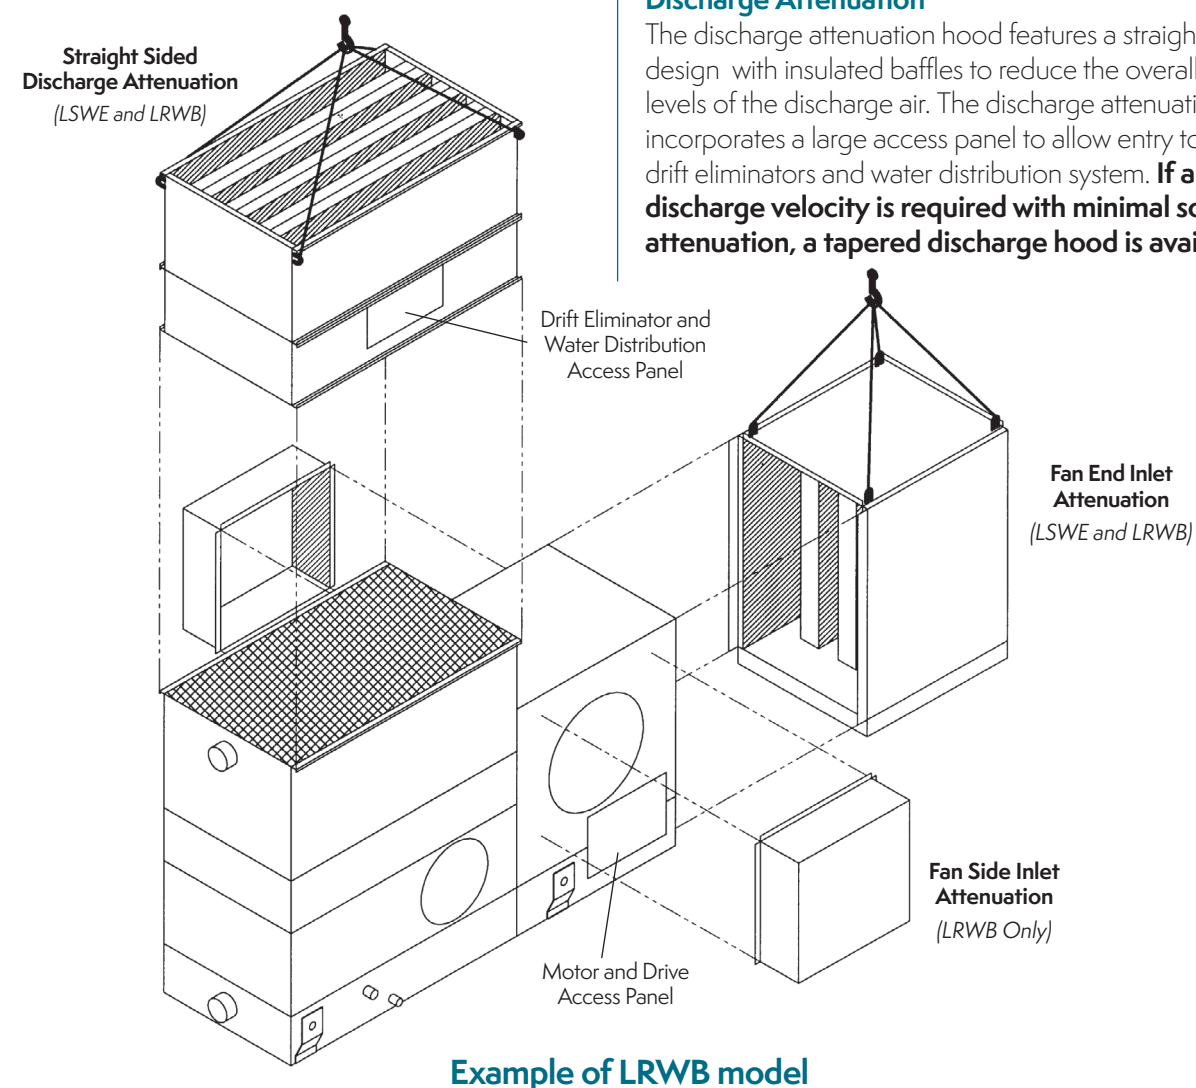 Discharge Attenuation
The discharge attenuation hood features a straigh
design with insulated baffles to reduce the overall
levels of the discharge air. The discharge attenuati
incorporates a large access panel to allow entry to
drift eliminators and water distribution system. If a
discharge velocity is required with minimal so
attenuation, a tapered discharge hood is avai
Straight Sided
Discharge Attenuation
(LSWE and LRWB)
Drift Eliminator and
Water Distribution
Access Panel
Fan End Inlet
Attenuation
(LSWE and LRWB)
Fan Side Inlet
Attenuation
(LRWB Only)
Motor and Drive
Access Panel
Example of LRWB model